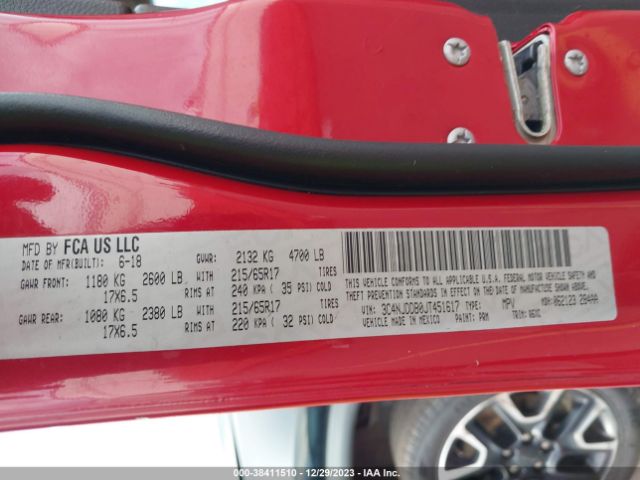 MFD BY FCA US LLC
DATE OF MFR(BUILT): 6-18 GVWR: 2132 KG 4700 LB
GAWR FRONT: 1180 KG 2600 LB WITH 215/65R17 TIRES
17X6.5 RIMS AT 240 KPA ( 35 PSI) COLD
GAWR REAR: 1080 KG 2380 LB WITH 215/65R17 TIRES
17X6.5 RIMS AT 220 KPA ( 32 PSI) COLD
THIS VEHICLE CONFORMS TO ALL APPLICABLE U.S.A. FEDERAL MOTOR VEHICLE SAFETY AND
THEFT PREVENTION STANDARDS IN EFFECT ON THE DATE OF MANUFACTURE SHOWN ABOVE.
VIN: 3C4NJDDB0JT451617 TYPE: MPV MDH: 062123 284AA
VEHICLE MADE IN MEXICO PAINT: PRM TRIM: A6XC
000-38411510 - 12/29/2023 - IAA Inc.